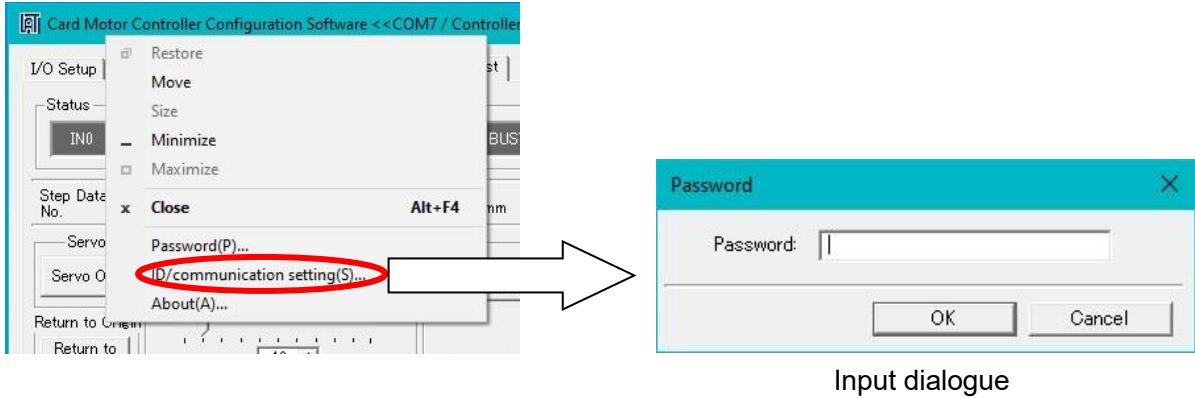 Card Motor Controller Configuration Software <<COM7 / Controller
I/O Setup
st
Restore
Move
Size
Minimize
Maximize
x Close Alt+F4
Password(P)...
ID/communication setting(S)...
About(A)...
Status
IN0
BUS
Step Data
No.
mm
Servo
Servo O
Return to Origin
Return to
Password
Password:
OK Cancel
Input dialogue